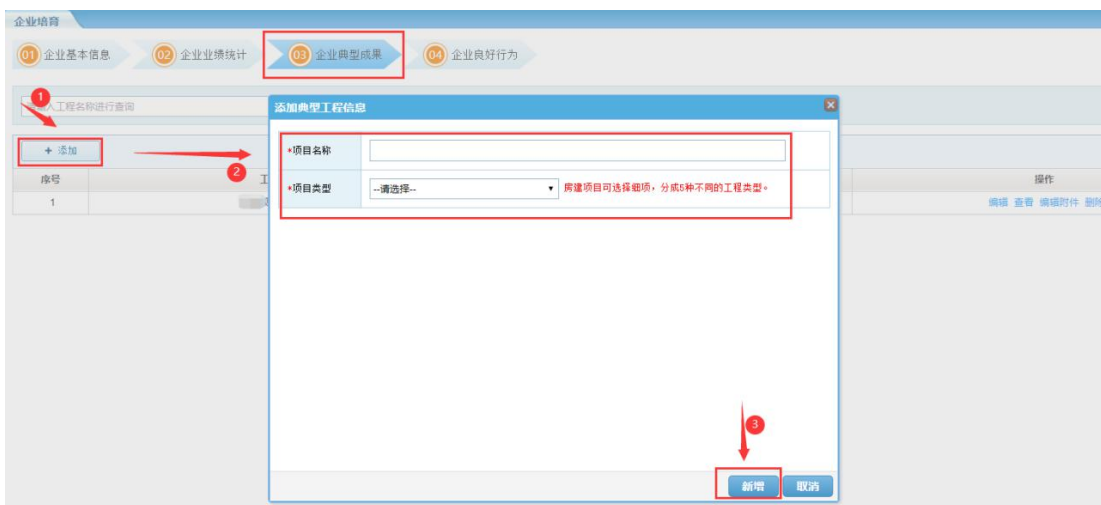 企业培育
01 企业基本信息 02 企业业绩统计 03 企业典型成果 04 企业良好行为
1
入工程名称进行查询
添加典型工程信息
+ 添加
*项目名称
2
序号
操作
*项目类型 --请选择-- 房建项目可选择细项，分成5种不同的工程类型。
1
编辑 查看 编辑附件 删除
3
新增 取消